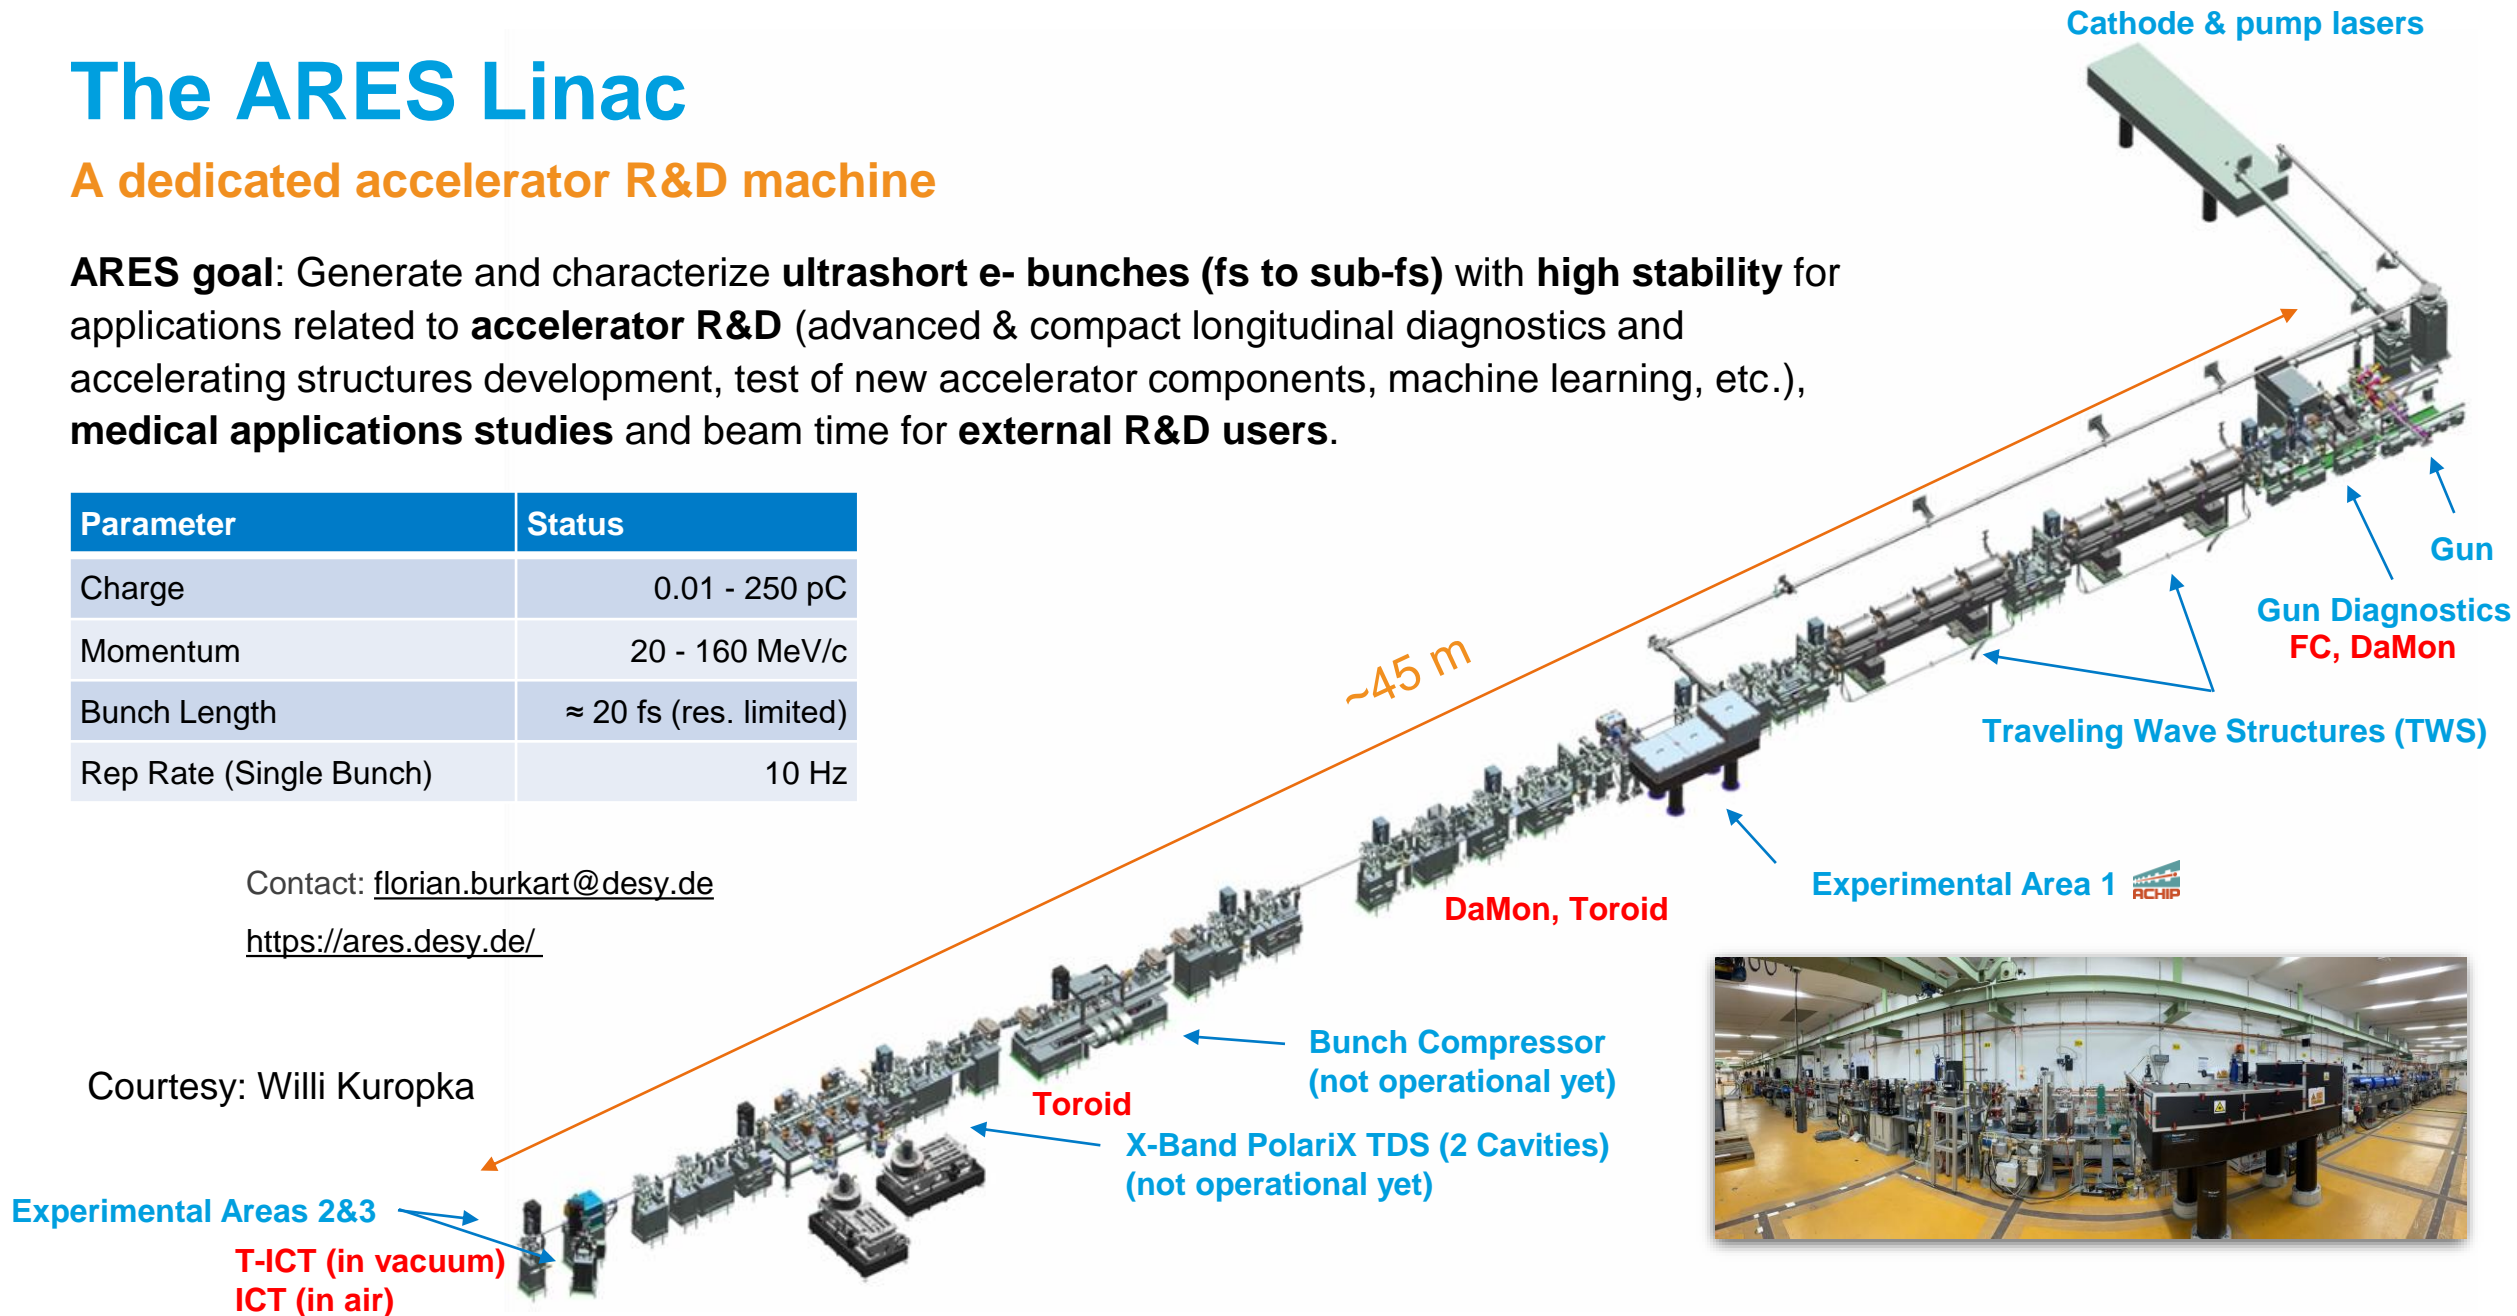 Cathode & pump lasers
The ARES Linac
A dedicated accelerator R&D machine
ARES goal: Generate and characterize ultrashort e- bunches (fs to sub-fs) with high stability for
applications related to accelerator R&D (advanced & compact longitudinal diagnostics and
accelerating structures development, test of new accelerator components, machine learning, etc.),
medical applications studies and beam time for external R&D users.
Parameter Status
Charge 0.01 - 250 pC
Momentum 20 - 160 MeV/c
Bunch Length ≈ 20 fs (res. limited)
Rep Rate (Single Bunch) 10 Hz
Gun
Gun Diagnostics
FC, DaMon
~45 m
Traveling Wave Structures (TWS)
Contact: florian.burkart@desy.de
https://ares.desy.de/
Experimental Area 1
ACHIP
DaMon, Toroid
Bunch Compressor
(not operational yet)
Courtesy: Willi Kuropka
Toroid
X-Band PolariX TDS (2 Cavities)
(not operational yet)
Experimental Areas 2&3
T-ICT (in vacuum)
ICT (in air)